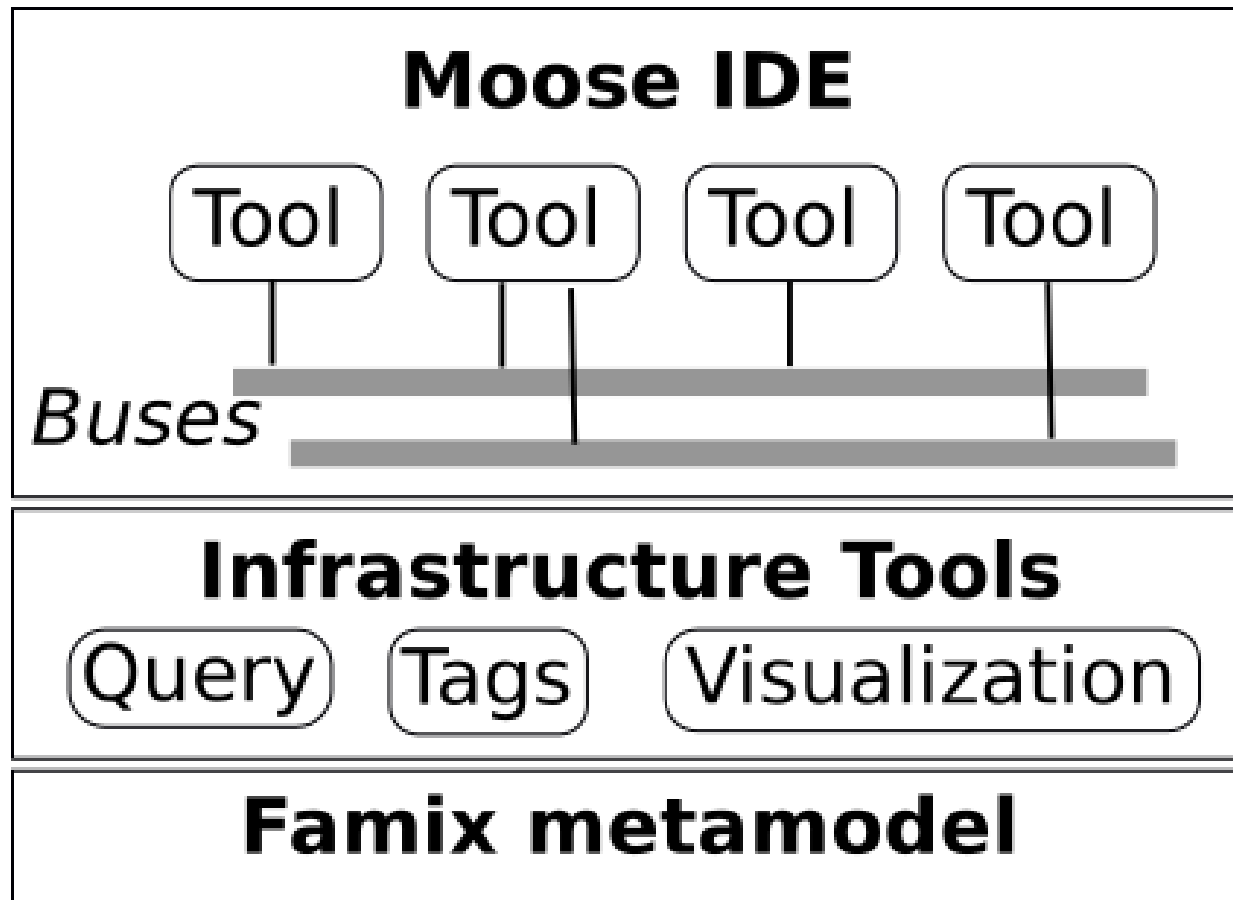 Moose IDE
Tool Tool Tool Tool
Buses
Infrastructure Tools
Query Tags Visualization
Famix metamodel